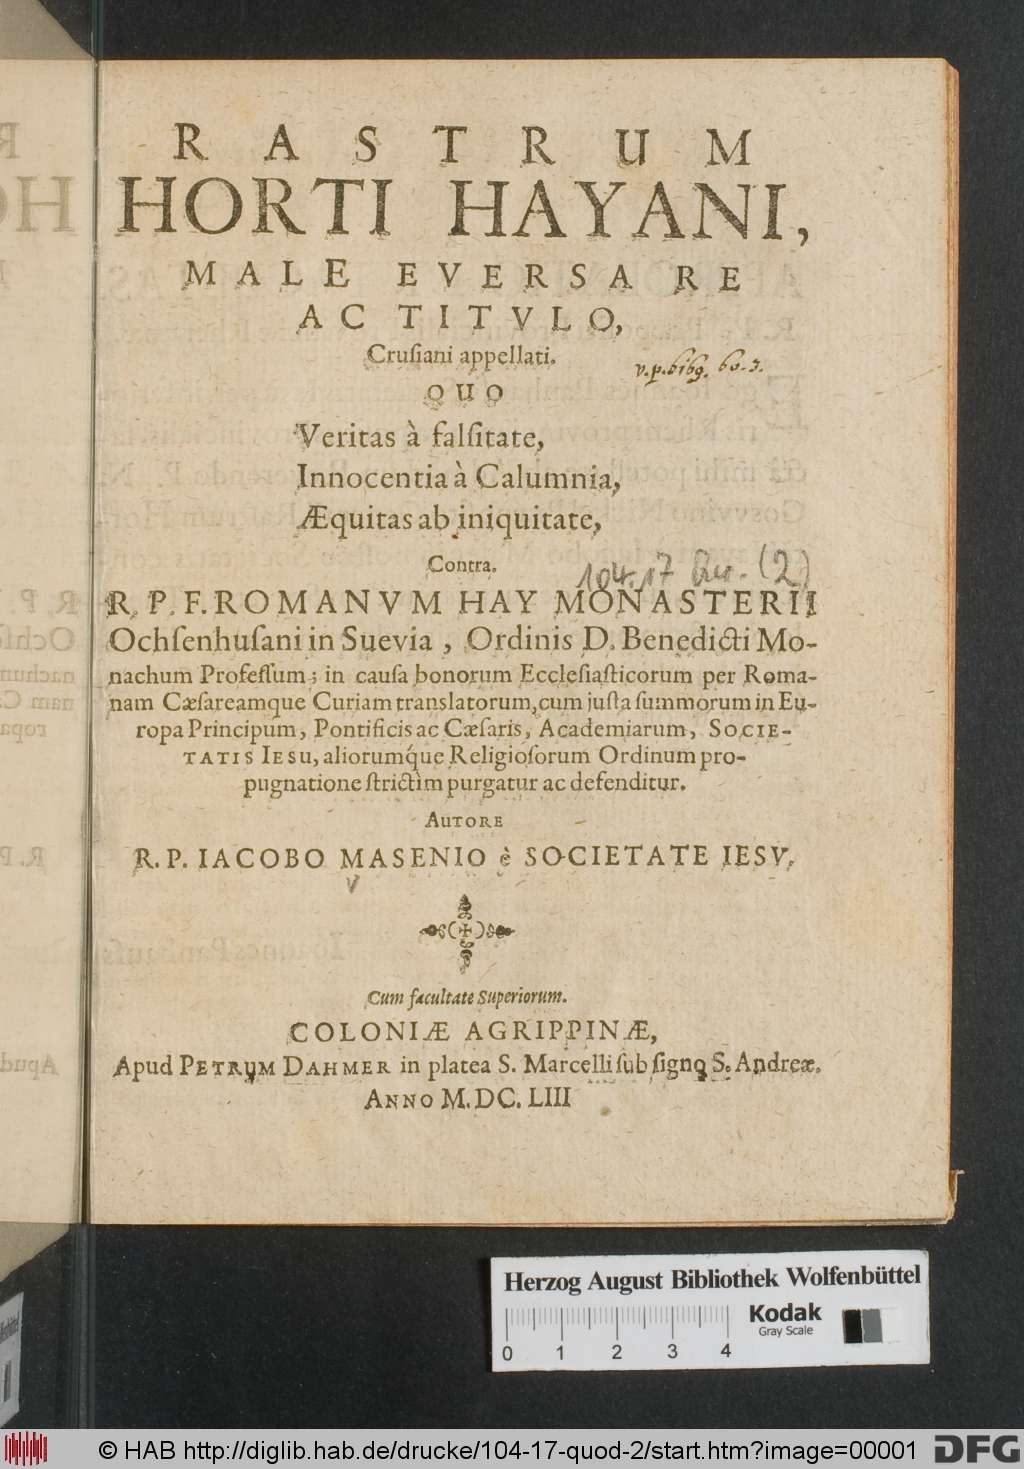 RASTRUM
HORTI HAYANI,
MALE EVERSA RE
AC TITVLO,
Cruſiani appellati.
v. p. 6169. 60. 3.
QUO
Veritas à falſitate,
Innocentia à Calumnia,
Æquitas ab iniquitate,
Contra.
104.17 Qu. (2)
R. P. F. ROMANVM HAY MONASTERII
Ochſenhuſani in Suevia, Ordinis D. Benedicti Mo-
nachum Profeſſum; in cauſa bonorum Eccleſiaſticorum per Roma-
nam Cæſareamque Curiam translatorum, cum juſta ſummorum in Eu-
ropa Principum, Pontificis ac Cæſaris, Academiarum, SOCIE-
TATIS IESU, aliorumq́ue Religioſorum Ordinum pro-
pugnatione ſtrictim purgatur ac defenditur.
AUTORE
R. P. IACOBO MASENIO è SOCIETATE IESV.
Cum facultate Superiorum.
COLONIÆ AGRIPPINÆ,
Apud PETRVM DAHMER in platea S. Marcelli ſub ſigno S. Andreæ.
ANNO M. DC. LIII
Herzog August Bibliothek Wolfenbüttel
Kodak
Gray Scale
0 1 2 3 4
© HAB http://diglib.hab.de/drucke/104-17-quod-2/start.htm?image=00001
DFG